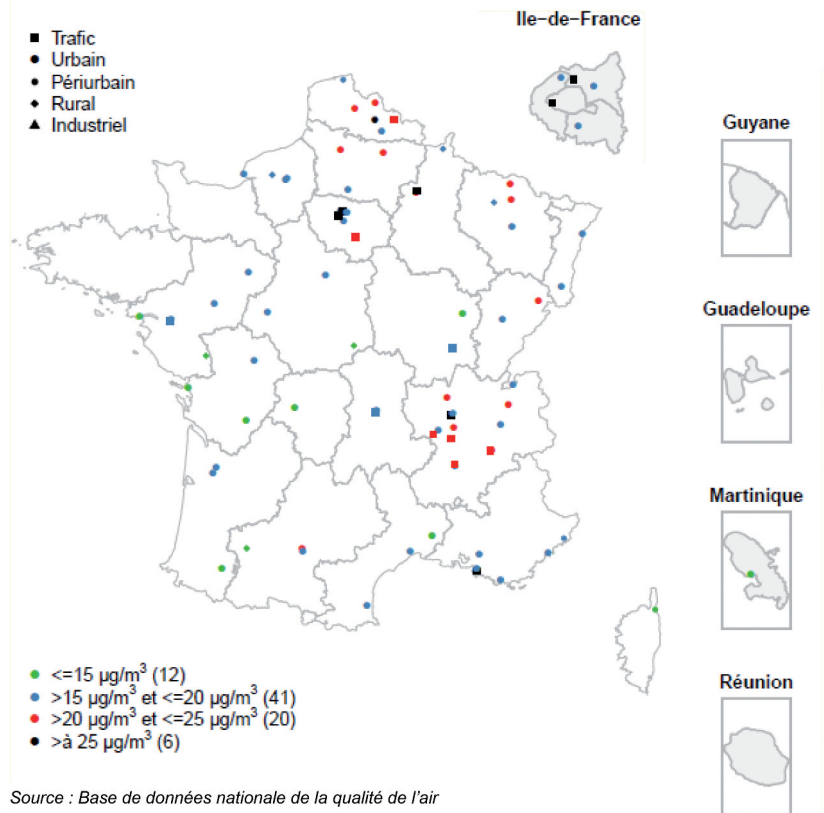 Ile-de-France
Trafic
Urbain
Périurbain
Rural
Industriel
Guyane
Guadeloupe
Martinique
Réunion
<=15 µg/m³ (12)
>15 µg/m³ et <=20 µg/m³ (41)
>20 µg/m³ et <=25 µg/m³ (20)
>à 25 µg/m³ (6)
Source : Base de données nationale de la qualité de l'air